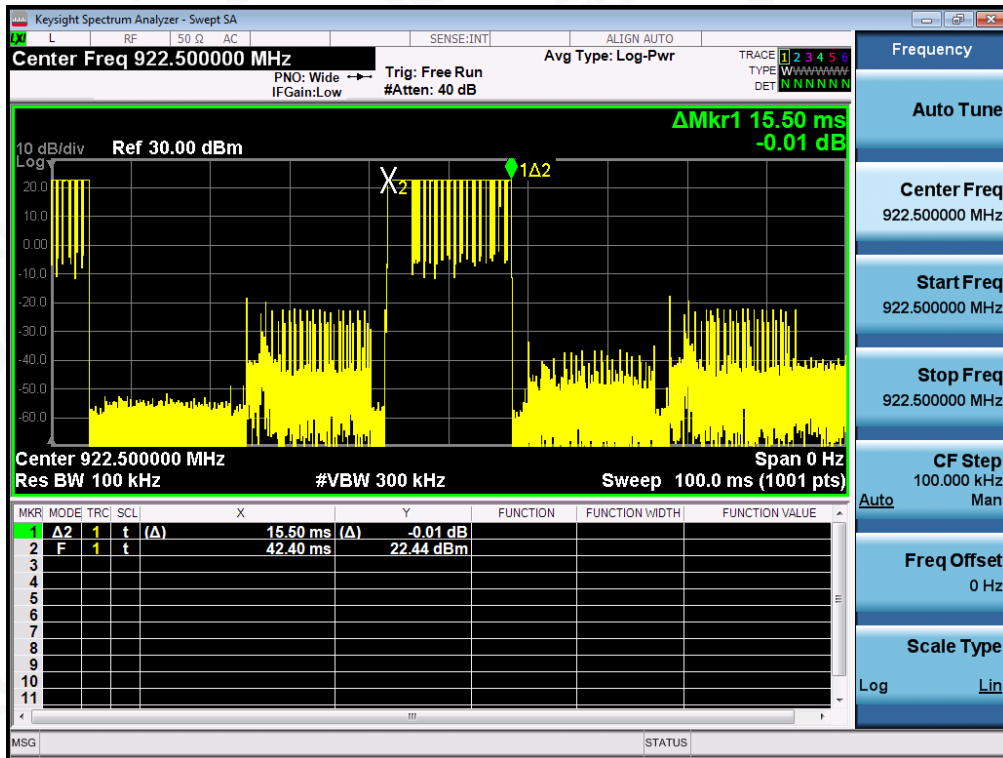 Keysight Spectrum Analyzer - Swept SA
LXI L RF 50 Ω AC SENSE:INT ALIGN AUTO
Center Freq 922.500000 MHz
Avg Type: Log-Pwr
TRACE 1 2 3 4 5 6
PNO: Wide Trig: Free Run
TYPE W WWWWW
IFGain:Low #Atten: 40 dB
DET N N N N N N
ΔMkr1 15.50 ms
-0.01 dB
10 dB/div Ref 30.00 dBm
Log
1Δ2
X2
20.0
10.0
0.00
-10.0
-20.0
-30.0
-40.0
-50.0
-60.0
Center 922.500000 MHz Span 0 Hz
Res BW 100 kHz #VBW 300 kHz Sweep 100.0 ms (1001 pts)
MKR MODE TRC SCL X Y FUNCTION FUNCTION WIDTH FUNCTION VALUE
1 Δ2 1 t (Δ) 15.50 ms (Δ) -0.01 dB
2 F 1 t 42.40 ms 22.44 dBm
3
4
5
6
7
8
9
10
11
MSG STATUS
Frequency
Auto Tune
Center Freq
922.500000 MHz
Start Freq
922.500000 MHz
Stop Freq
922.500000 MHz
CF Step
100.000 kHz
Auto Man
Freq Offset
0 Hz
Scale Type
Log Lin